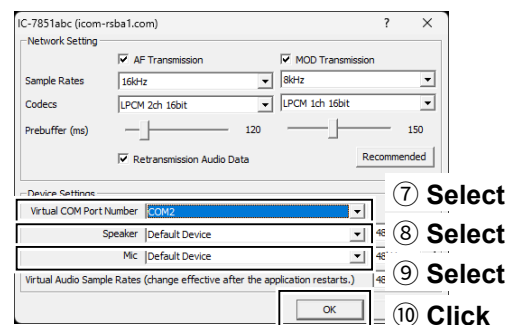 IC-7851abc (icom-rsba1.com) ? ×
Network Setting
AF Transmission MOD Transmission
Sample Rates 16kHz 8kHz
Codecs LPCM 2ch 16bit LPCM 1ch 16bit
Prebuffer (ms) 120 150
Retransmission Audio Data Recommended
Device Settings
Virtual COM Port Number COM2 ⑦ Select
Speaker Default Device ⑧ Select
Mic Default Device ⑨ Select
Virtual Audio Sample Rates (change effective after the application restarts.)
OK ⑩ Click